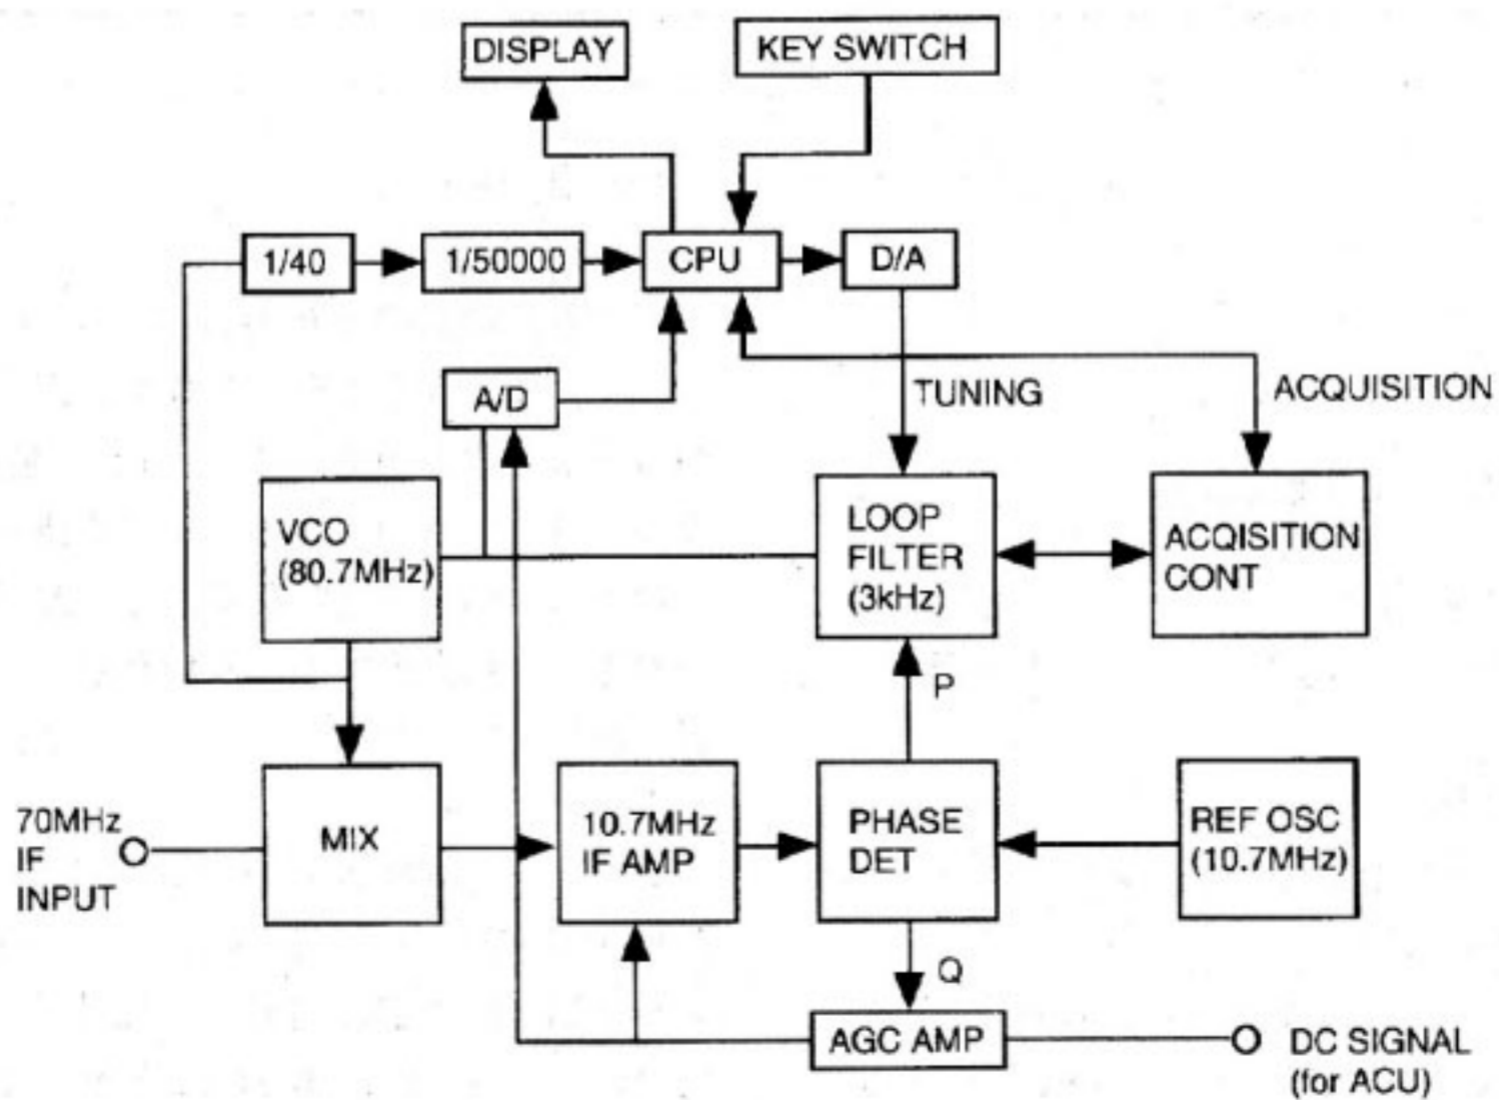 DISPLAY
KEY SWITCH
1/40
1/50000
CPU
D/A
A/D
TUNING
ACQUISITION
VCO
(80.7MHz)
LOOP
FILTER
(3kHz)
ACQISITION
CONT
P
70MHz
IF
INPUT
MIX
10.7MHz
IF AMP
PHASE
DET
REF OSC
(10.7MHz)
Q
AGC AMP
DC SIGNAL
(for ACU)